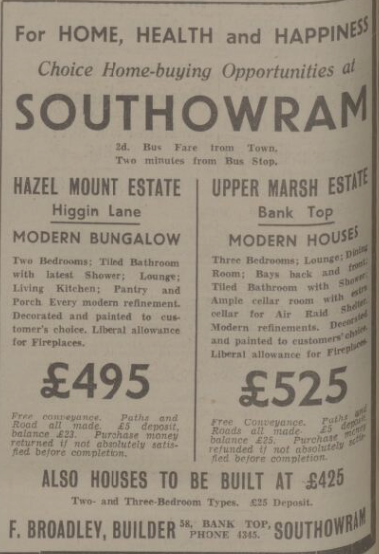 For HOME, HEALTH and HAPPINESS
Choice Home-buying Opportunities at
SOUTHOWRAM
2d. Bus Fare from Town,
Two minutes from Bus Stop.
HAZEL MOUNT ESTATE
Higgin Lane
MODERN BUNGALOW
Two Bedrooms; Tiled Bathroom
with latest Shower; Lounge;
Living Kitchen; Pantry and
Porch Every modern refinement.
Decorated and painted to cus-
tomer's choice. Liberal allowance
for Fireplaces.
£495
Free conveyance. Paths and
Road all made. £5 deposit,
balance £23. Purchase money
returned if not absolutely satis-
fied before completion.
UPPER MARSH ESTATE
Bank Top
MODERN HOUSES
Three Bedrooms; Lounge; Dining
Room; Bays back and front;
Tiled Bathroom with Shower;
Ample cellar room with extra
cellar for Air Raid Shelter.
Modern refinements. Decorated
and painted to customers' choice.
Liberal allowance for Fireplaces.
£525
Free Conveyance. Paths and
Roads all made. £5 deposit,
balance £25. Purchase money
refunded if not absolutely satis-
fied before completion.
ALSO HOUSES TO BE BUILT AT £425
Two- and Three-Bedroom Types. £25 Deposit.
F. BROADLEY, BUILDER 58, BANK TOP, SOUTHOWRAM
PHONE 4345.